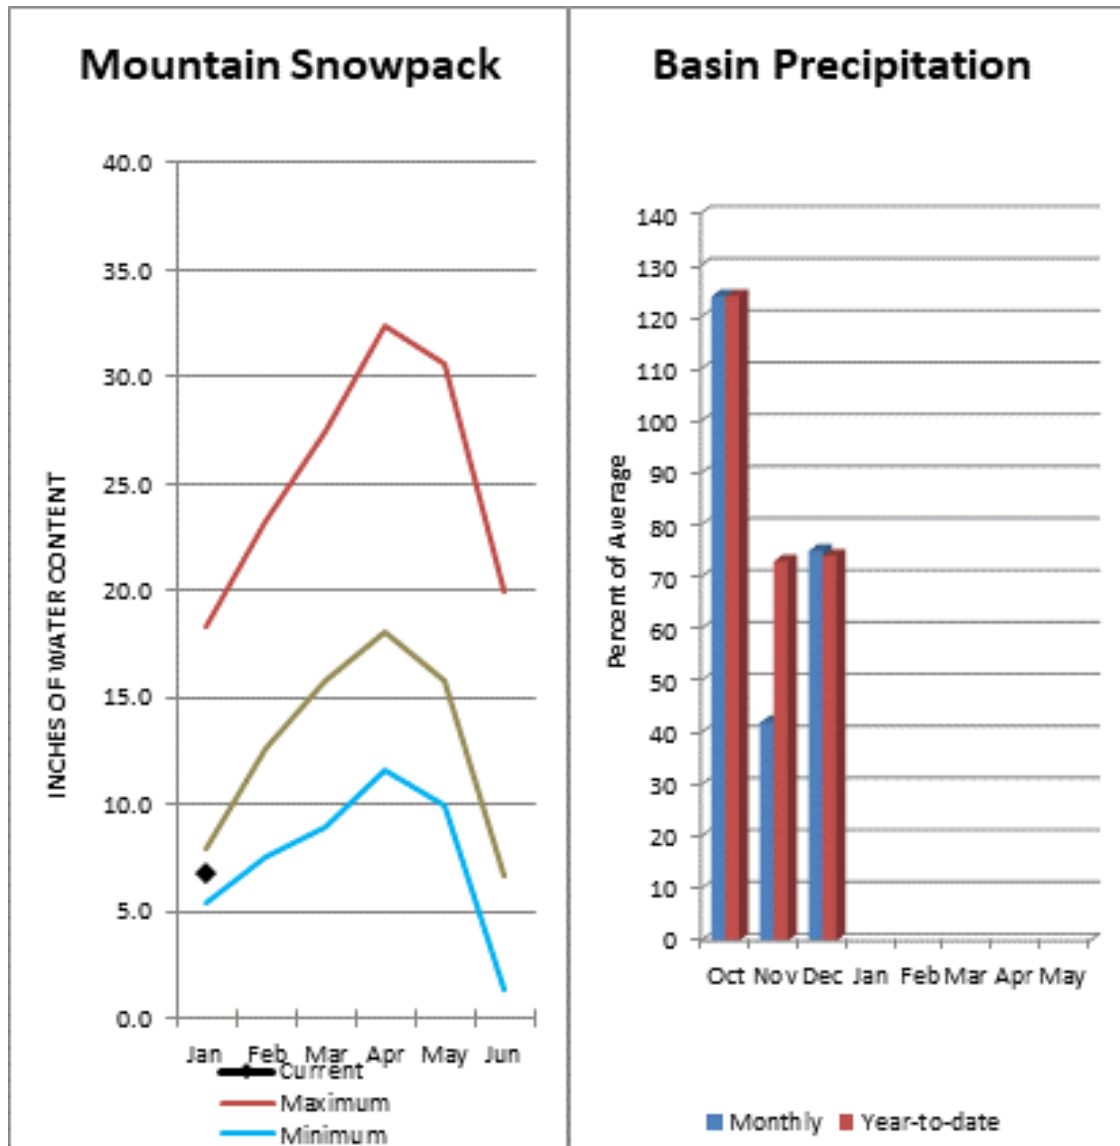 Mountain Snowpack
INCHES OF WATER CONTENT
40.0
35.0
30.0
25.0
20.0
15.0
10.0
5.0
0.0
Jan Feb Mar Apr May Jun
Current
Maximum
Minimum
Basin Precipitation
Percent of Average
140
130
120
110
100
90
80
70
60
50
40
30
20
10
0
Oct Nov Dec Jan Feb Mar Apr May
Monthly Year-to-date